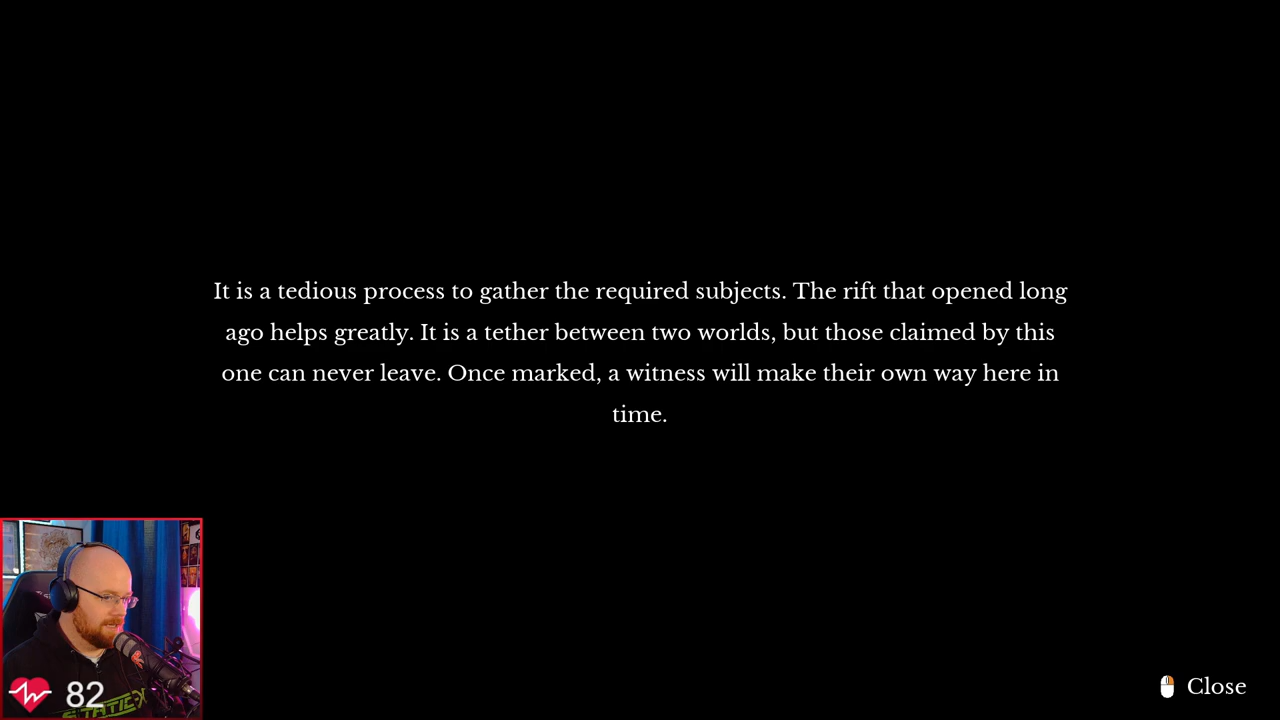 It is a tedious process to gather the required subjects. The rift that opened long
ago helps greatly. It is a tether between two worlds, but those claimed by this
one can never leave. Once marked, a witness will make their own way here in
time.
82
STATIC-X
Close